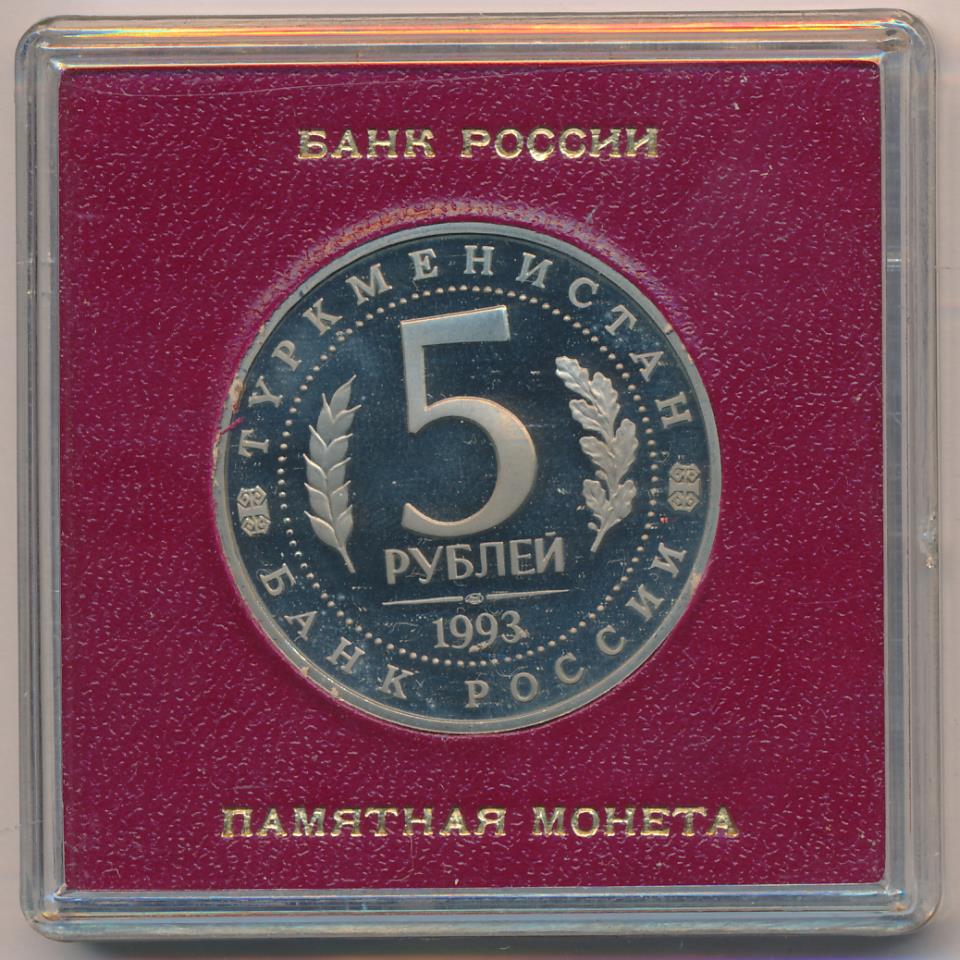 БАНК РОССИИ
ТУРКМЕНИСТАН
5
РУБЛЕЙ
1993
БАНК РОССИИ
ПАМЯТНАЯ МОНЕТА